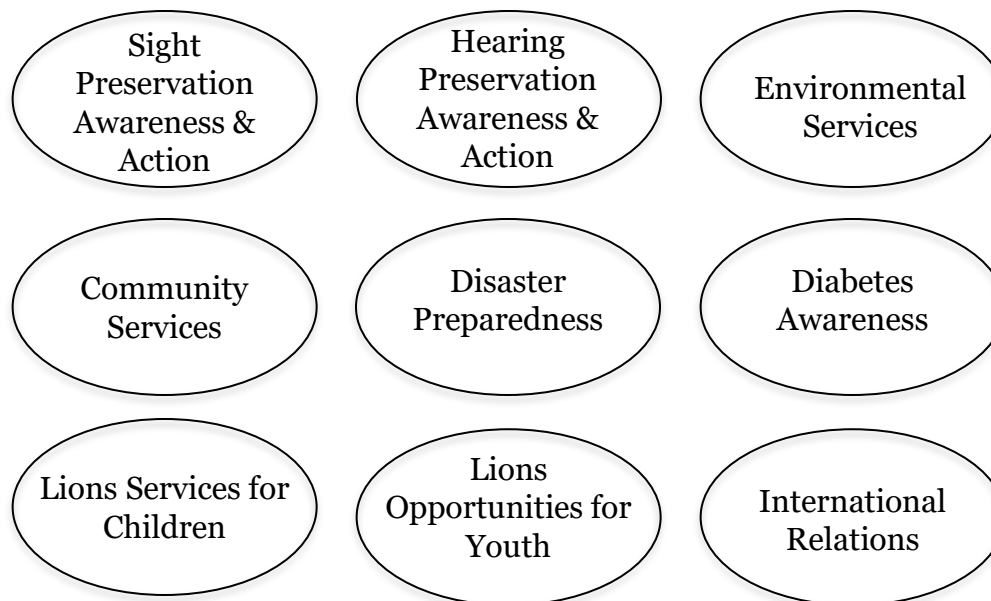 Sight
Preservation
Awareness &
Action
Hearing
Preservation
Awareness &
Action
Environmental
Services
Community
Services
Disaster
Preparedness
Diabetes
Awareness
Lions Services for
Children
Lions
Opportunities for
Youth
International
Relations